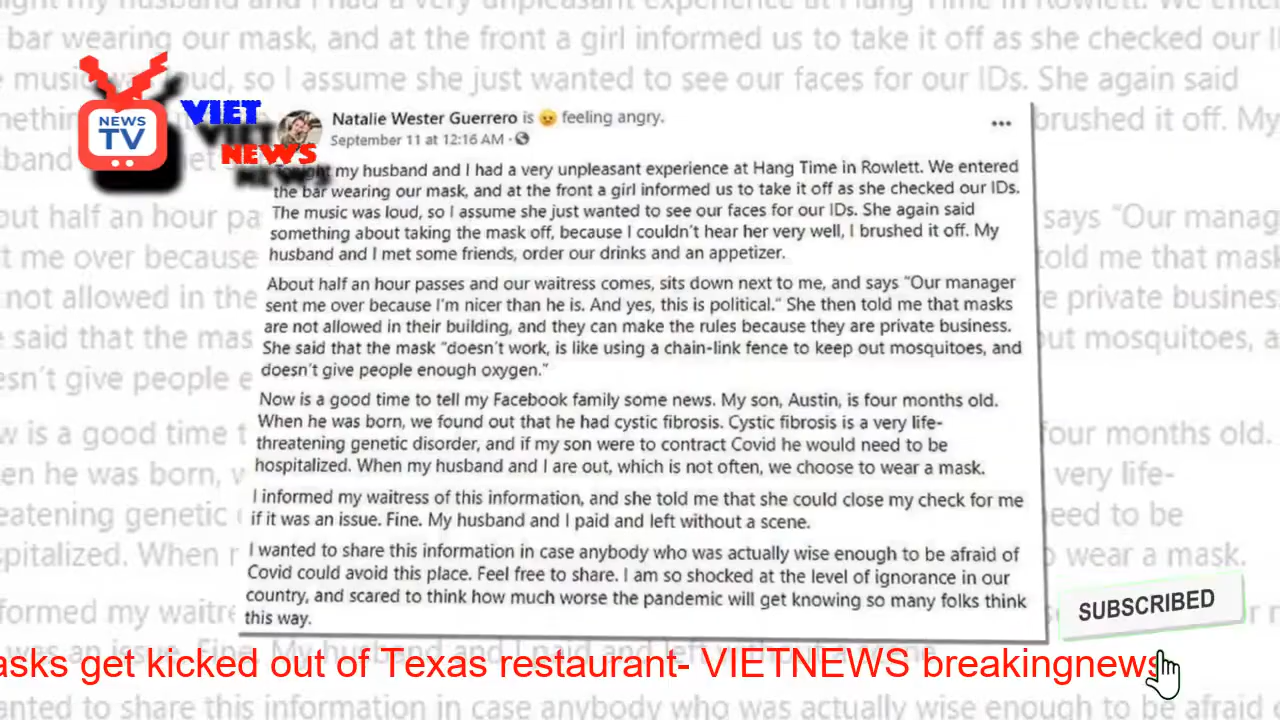 NEWS
TV
VIET
NEWS
Natalie Wester Guerrero is 😠 feeling angry.
September 11 at 12:16 AM ·
Tonight my husband and I had a very unpleasant experience at Hang Time in Rowlett. We entered
the bar wearing our mask, and at the front a girl informed us to take it off as she checked our IDs.
The music was loud, so I assume she just wanted to see our faces for our IDs. She again said
something about taking the mask off, because I couldn't hear her very well, I brushed it off. My
husband and I met some friends, order our drinks and an appetizer.
About half an hour passes and our waitress comes, sits down next to me, and says "Our manager
sent me over because I'm nicer than he is. And yes, this is political." She then told me that masks
are not allowed in their building, and they can make the rules because they are private business.
She said that the mask "doesn't work, is like using a chain-link fence to keep out mosquitoes, and
doesn't give people enough oxygen."
Now is a good time to tell my Facebook family some news. My son, Austin, is four months old.
When he was born, we found out that he had cystic fibrosis. Cystic fibrosis is a very life-
threatening genetic disorder, and if my son were to contract Covid he would need to be
hospitalized. When my husband and I are out, which is not often, we choose to wear a mask.
I informed my waitress of this information, and she told me that she could close my check for me
if it was an issue. Fine. My husband and I paid and left without a scene.
I wanted to share this information in case anybody who was actually wise enough to be afraid of
Covid could avoid this place. Feel free to share. I am so shocked at the level of ignorance in our
country, and scared to think how much worse the pandemic will get knowing so many folks think
this way.
SUBSCRIBED
asks get kicked out of Texas restaurant- VIETNEWS breakingnews